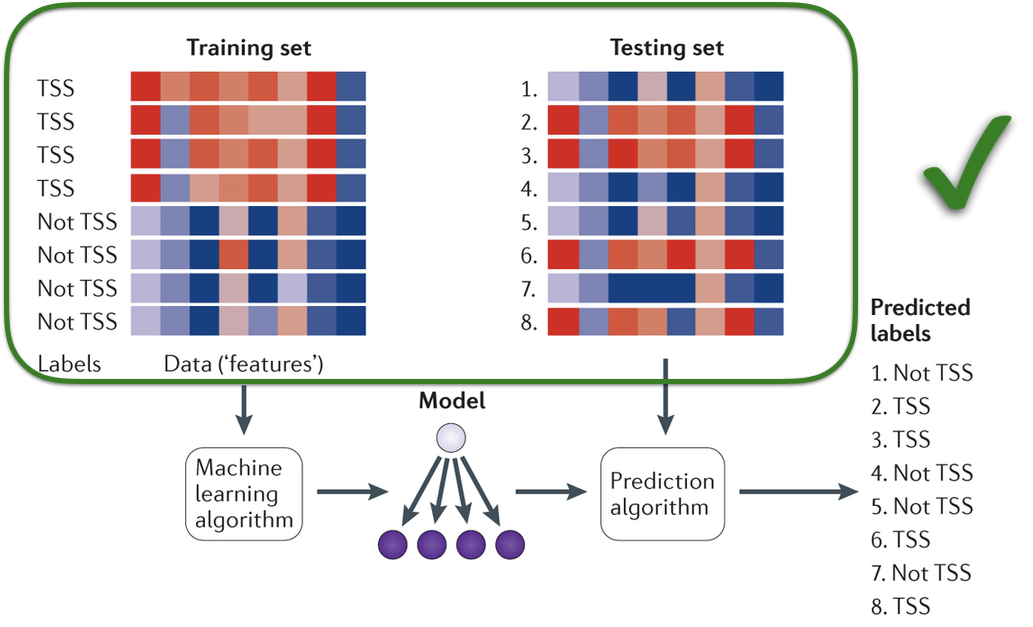 Training set
TSS
TSS
TSS
TSS
Not TSS
Not TSS
Not TSS
Not TSS
Labels
Data (‘features’)
Testing set
1.
2.
3.
4.
5.
6.
7.
8.
Machine
learning
algorithm
Model
Prediction
algorithm
Predicted
labels
1. Not TSS
2. TSS
3. TSS
4. Not TSS
5. Not TSS
6. TSS
7. Not TSS
8. TSS